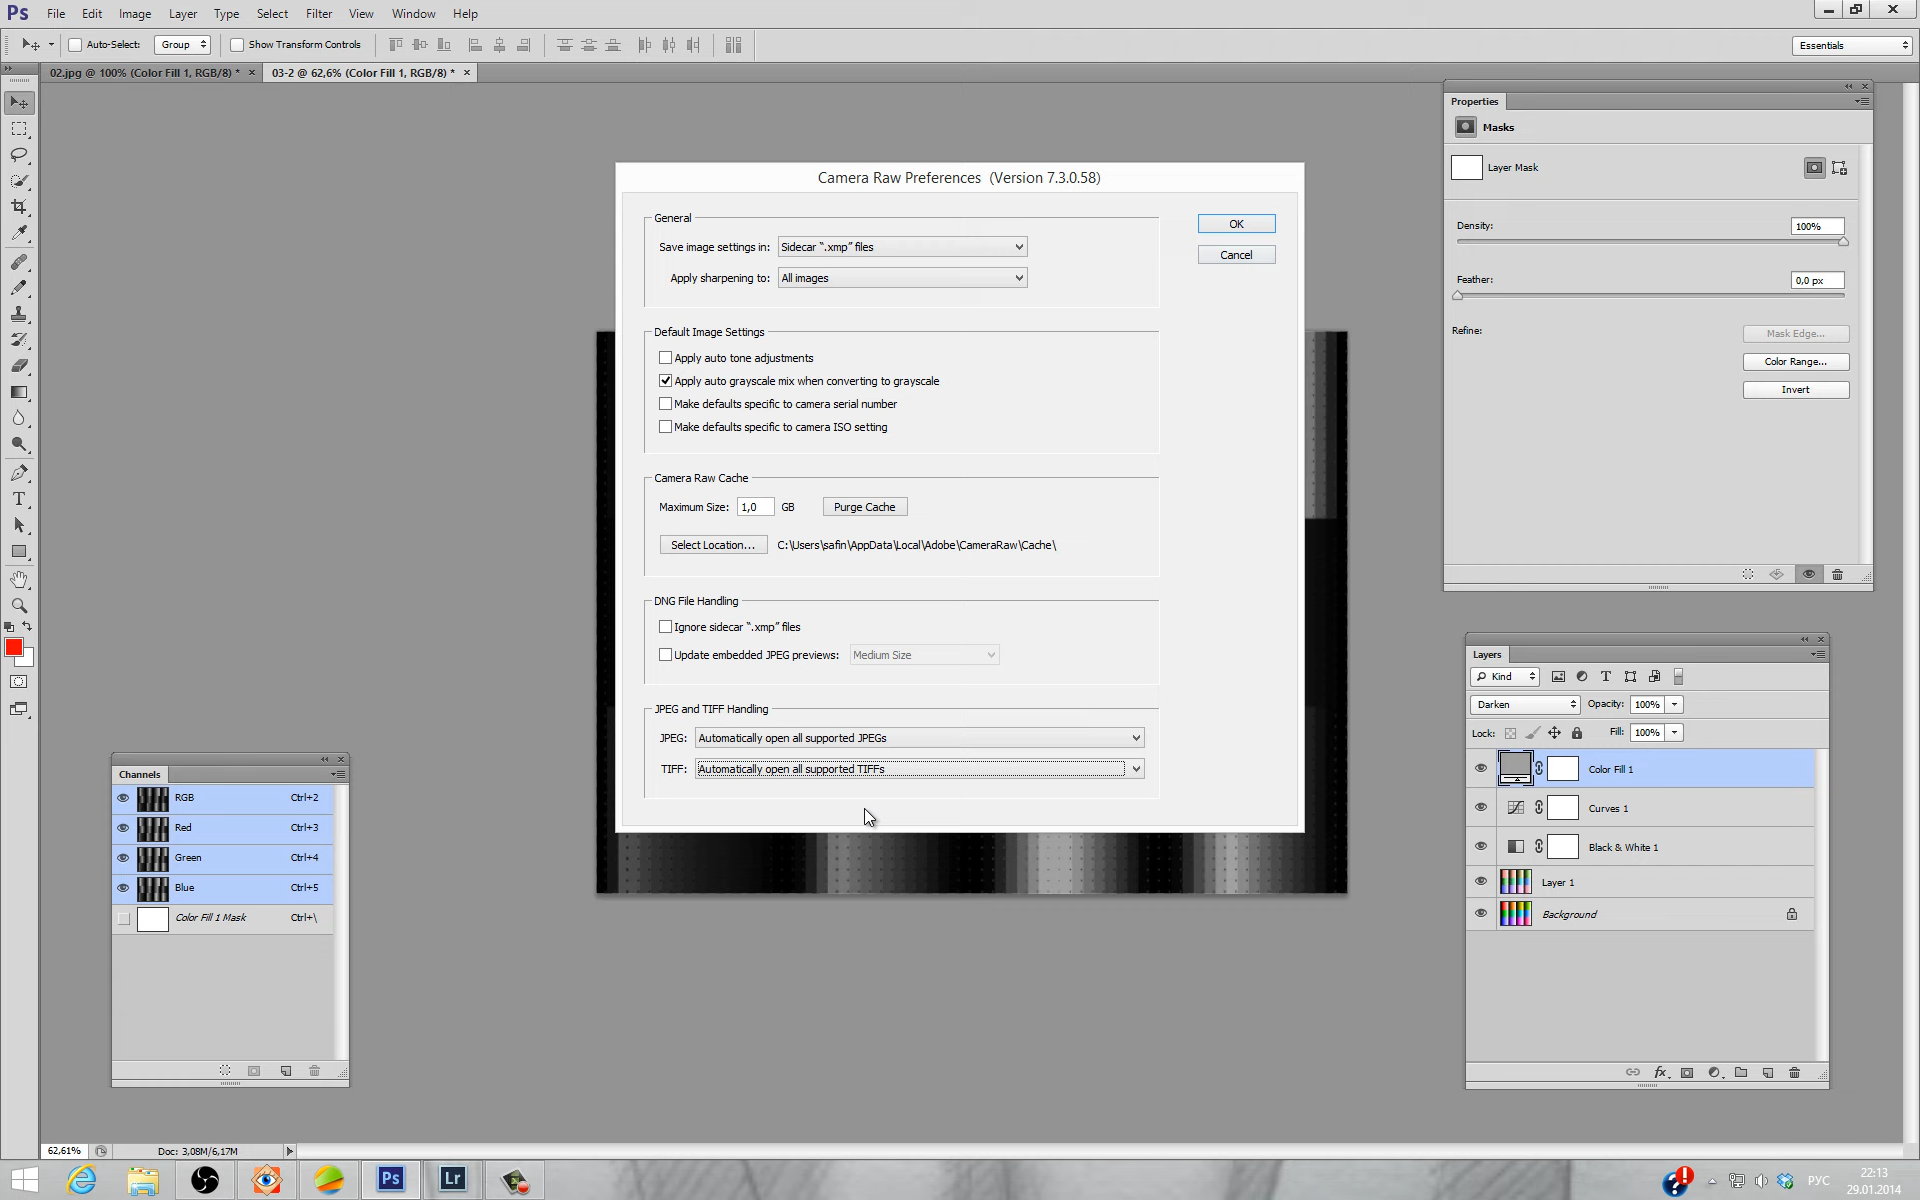 Ps File Edit Image Layer Type Select Filter View Window Help
Auto-Select: Group Show Transform Controls Essentials
02.jpg @ 100% (Color Fill 1, RGB/8) * × 03-2 @ 62,6% (Color Fill 1, RGB/8) * ×
Camera Raw Preferences (Version 7.3.0.58)
General
Save image settings in: Sidecar “.xmp” files
Apply sharpening to: All images
OK
Cancel
Default Image Settings
Apply auto tone adjustments
Apply auto grayscale mix when converting to grayscale
Make defaults specific to camera serial number
Make defaults specific to camera ISO setting
Camera Raw Cache
Maximum Size: 1,0 GB Purge Cache
Select Location... C:\Users\safin\AppData\Local\Adobe\CameraRaw\Cache\
DNG File Handling
Ignore sidecar “.xmp” files
Update embedded JPEG previews: Medium Size
JPEG and TIFF Handling
JPEG: Automatically open all supported JPEGs
TIFF: Automatically open all supported TIFFs
Properties
Masks
Layer Mask
Density: 100%
Feather: 0,0 px
Refine:
Mask Edge...
Color Range...
Invert
Channels
RGB Ctrl+2
Red Ctrl+3
Green Ctrl+4
Blue Ctrl+5
Color Fill 1 Mask Ctrl+\
Layers
Kind
Darken Opacity: 100%
Lock: Fill: 100%
Color Fill 1
Curves 1
Black & White 1
Layer 1
Background
fx
62,61% Doc: 3,08M/6,17M
Ps Lr
РУС
22:13
29.01.2014